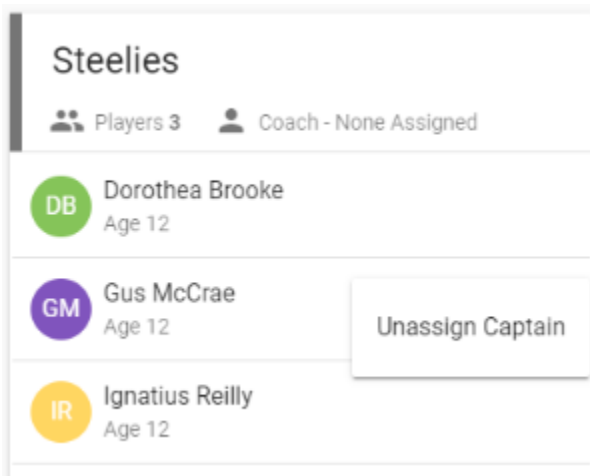 Steelies
Players 3 Coach - None Assigned
DB Dorothea Brooke
Age 12
GM Gus McCrae
Age 12
Unassign Captain
IR Ignatius Reilly
Age 12